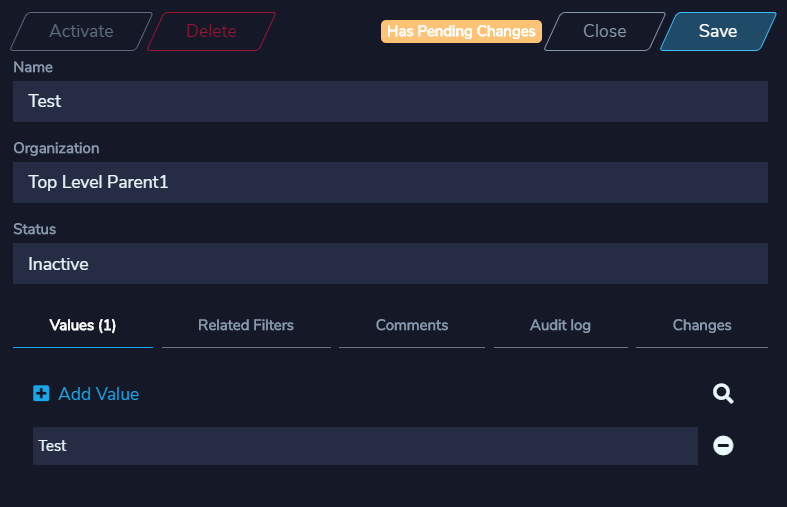 Activate Delete Has Pending Changes Close Save
Name
Test
Organization
Top Level Parent1
Status
Inactive
Values (1) Related Filters Comments Audit log Changes
Add Value
Test